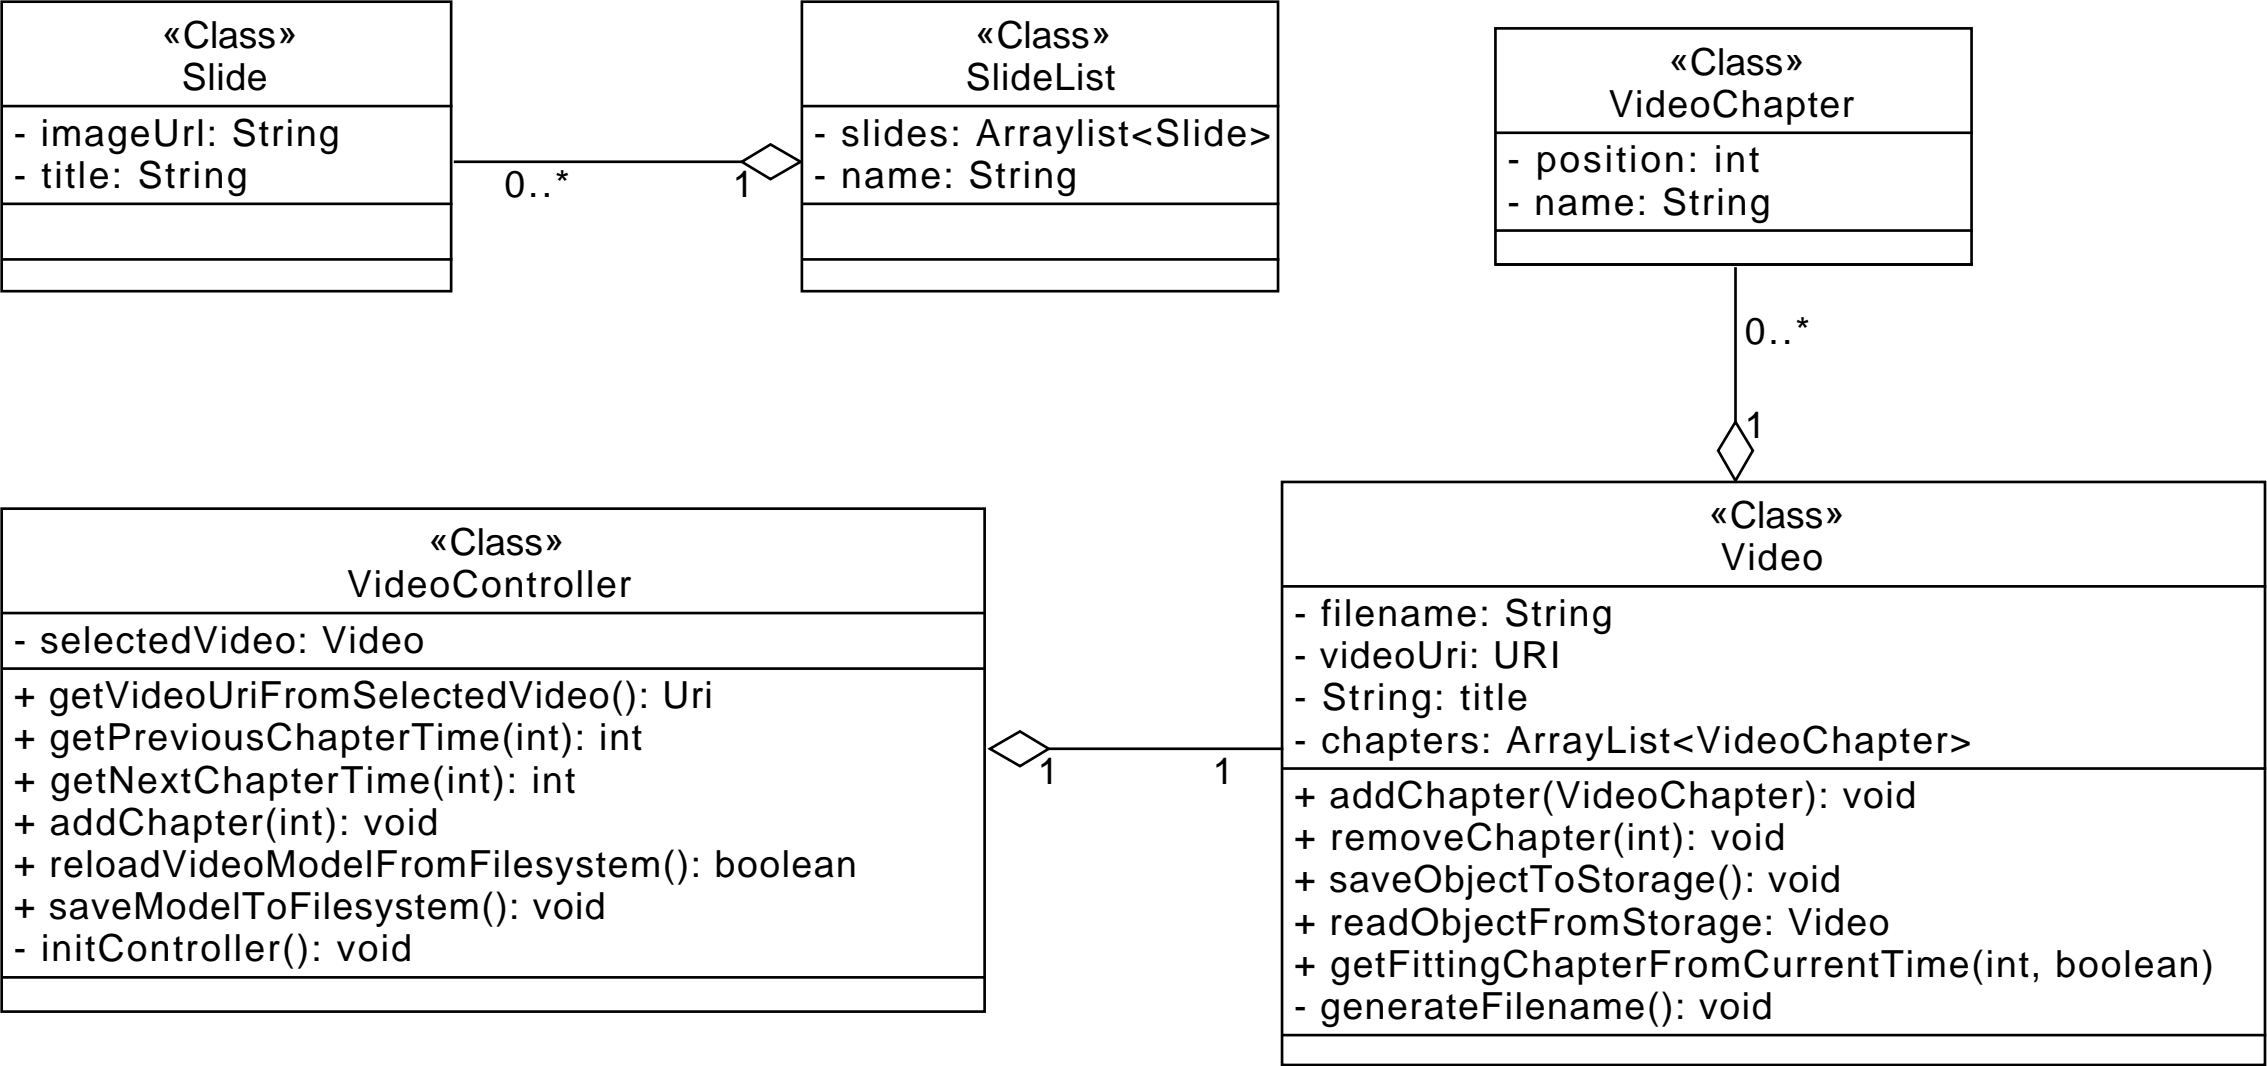 «Class»
Slide
- imageUrl: String
- title: String
0..*
1
«Class»
SlideList
- slides: Arraylist<Slide>
- name: String
«Class»
VideoChapter
- position: int
- name: String
0..*
1
«Class»
VideoController
- selectedVideo: Video
+ getVideoUriFromSelectedVideo(): Uri
+ getPreviousChapterTime(int): int
+ getNextChapterTime(int): int
+ addChapter(int): void
+ reloadVideoModelFromFilesystem(): boolean
+ saveModelToFilesystem(): void
- initController(): void
1
1
«Class»
Video
- filename: String
- videoUri: URI
- String: title
- chapters: ArrayList<VideoChapter>
+ addChapter(VideoChapter): void
+ removeChapter(int): void
+ saveObjectToStorage(): void
+ readObjectFromStorage: Video
+ getFittingChapterFromCurrentTime(int, boolean)
- generateFilename(): void